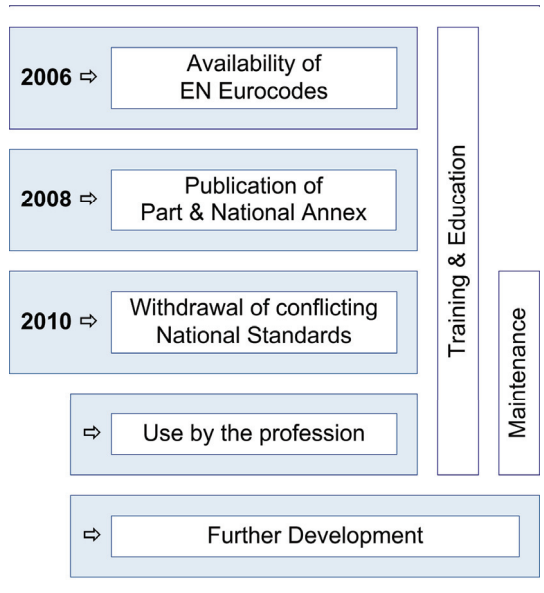 2006 ⇨ Availability of
EN Eurocodes
2008 ⇨ Publication of
Part & National Annex
2010 ⇨ Withdrawal of conflicting
National Standards
⇨ Use by the profession
⇨ Further Development
Training & Education
Maintenance